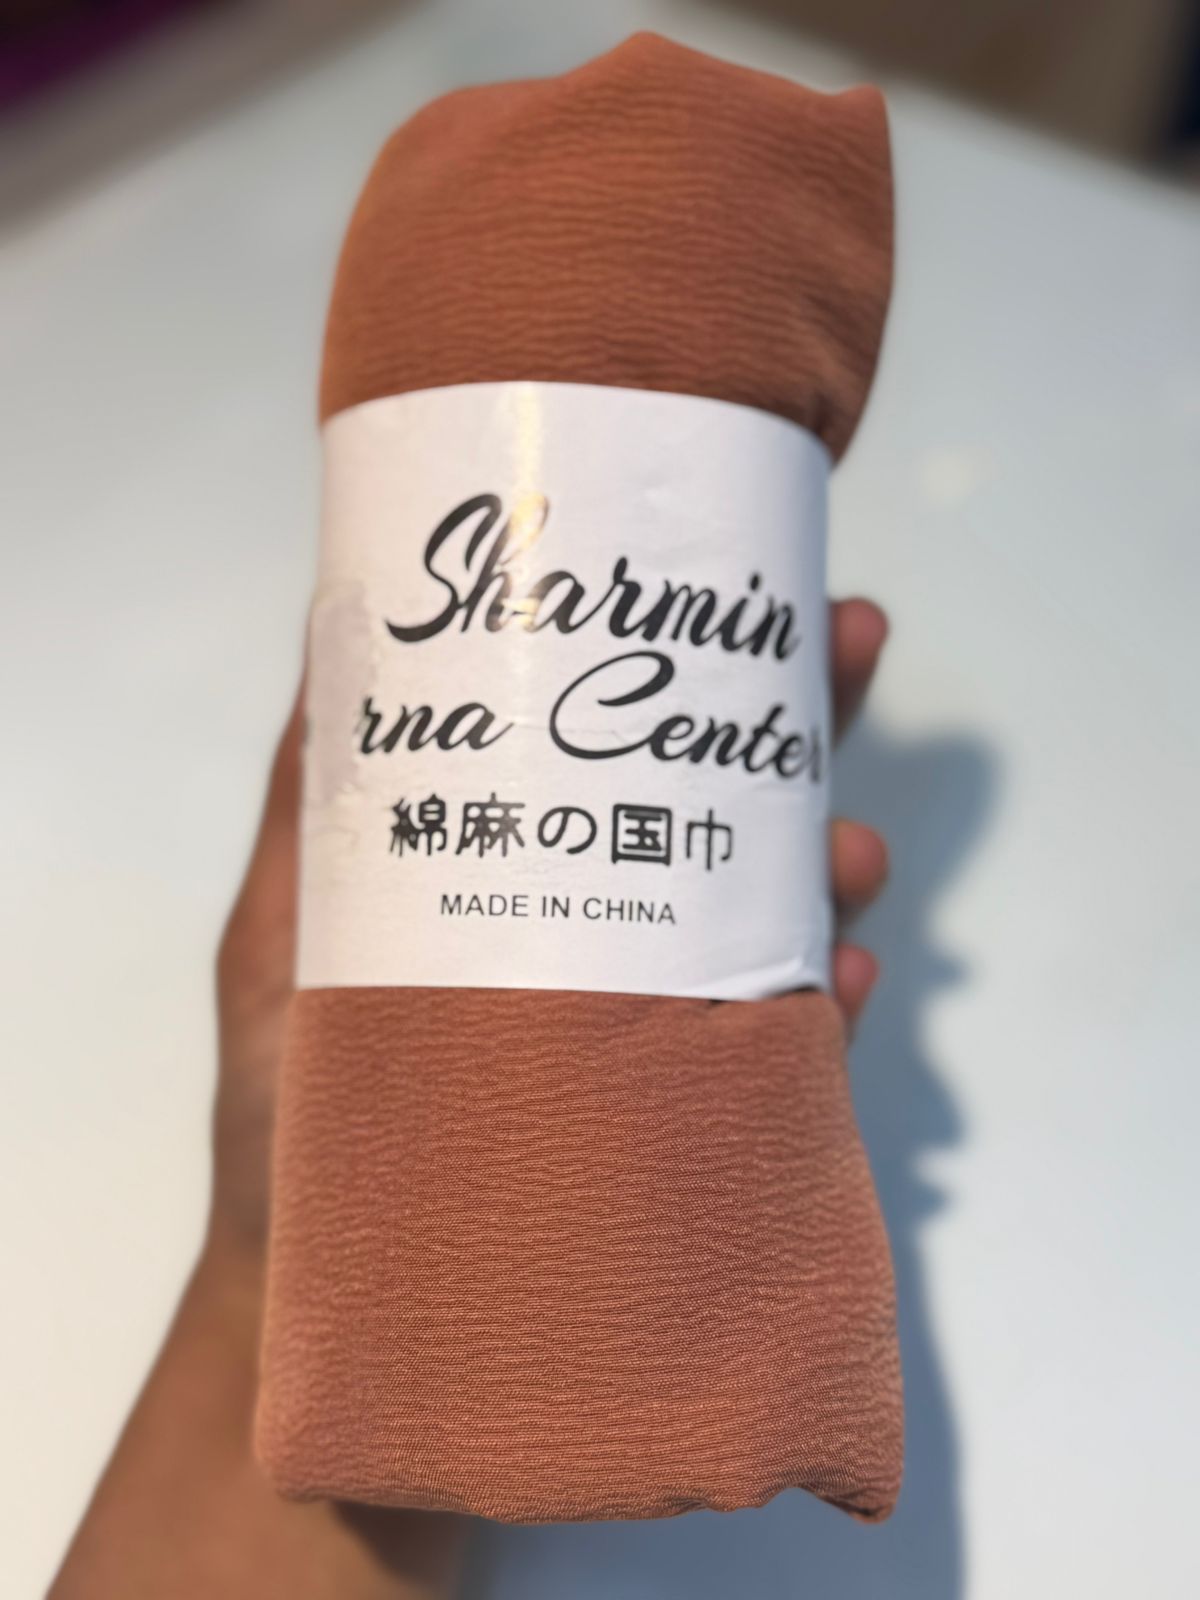 Sharmin
rna Center
綿麻の国巾
MADE IN CHINA